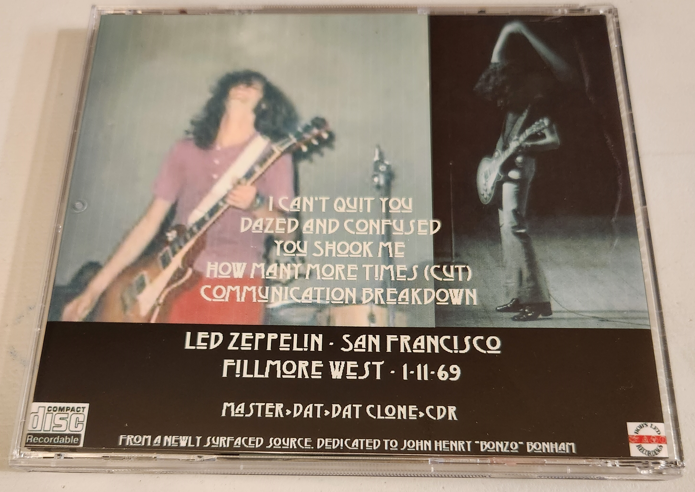 I CAN'T QUIT YOU
DAZED AND CONFUSED
YOU SHOOK ME
HOW MANY MORE TIMES (CUT)
COMMUNICATION BREAKDOWN
LED ZEPPELIN · SAN FRANCISCO
FILLMORE WEST · 1-11-69
MASTER>DAT>DAT CLONE>CDR
COMPACT
disc
Recordable
FROM A NEWLY SURFACED SOURCE. DEDICATED TO JOHN HENRY "BONZO" BONHAM